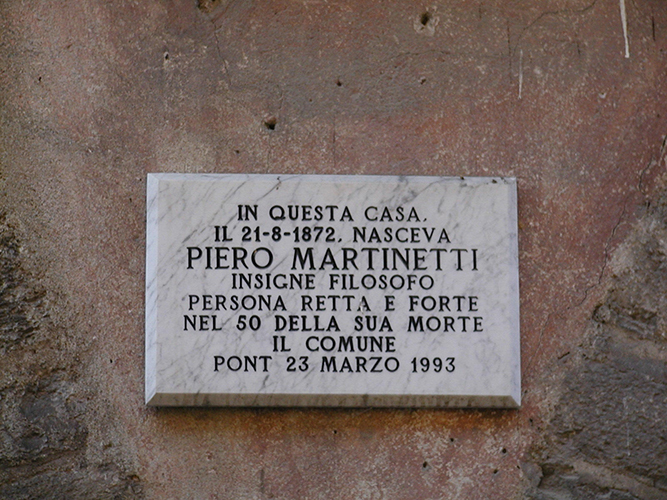 IN QUESTA CASA,
IL 21-8-1872, NASCEVA
PIERO MARTINETTI
INSIGNE FILOSOFO
PERSONA RETTA E FORTE
NEL 50 DELLA SUA MORTE
IL COMUNE
PONT 23 MARZO 1993